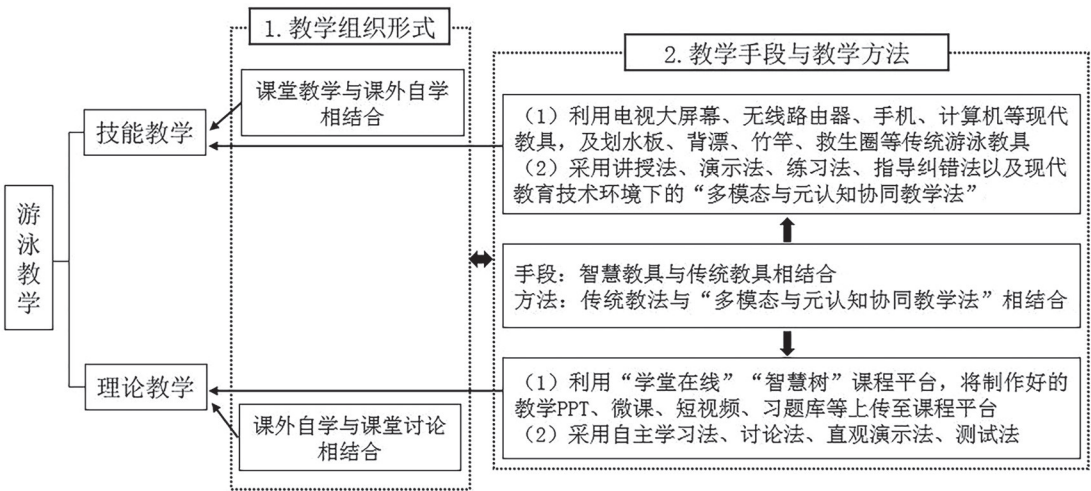 1.教学组织形式
2.教学手段与教学方法
课堂教学与课外自学
相结合
技能教学
(1)利用电视大屏幕、无线路由器、手机、计算机等现代
教具，及划水板、背漂、竹竿、救生圈等传统游泳教具
(2)采用讲授法、演示法、练习法、指导纠错法以及现代
教育技术环境下的“多模态与元认知协同教学法”
游泳教学
手段：智慧教具与传统教具相结合
方法：传统教法与“多模态与元认知协同教学法”相结合
理论教学
(1)利用“学堂在线”“智慧树”课程平台，将制作好的
教学PPT、微课、短视频、习题库等上传至课程平台
(2)采用自主学习法、讨论法、直观演示法、测试法
课外自学与课堂讨论
相结合